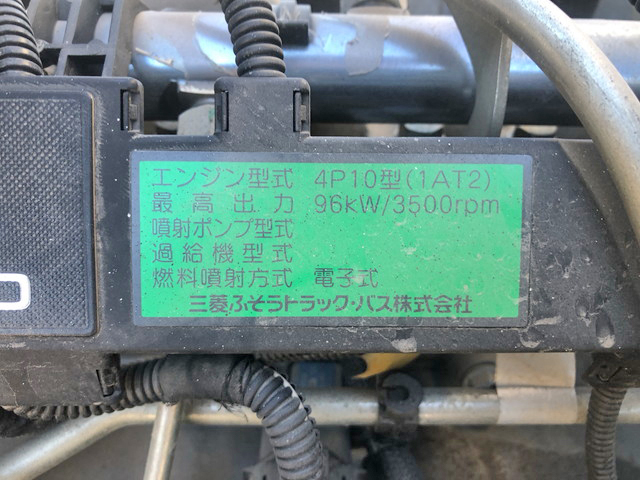 エンジン型式 4P10型(1AT2)
最高出力 96kW/3500rpm
噴射ポンプ型式
過給機型式
燃料噴射方式 電子式
三菱ふそうトラック・バス株式会社